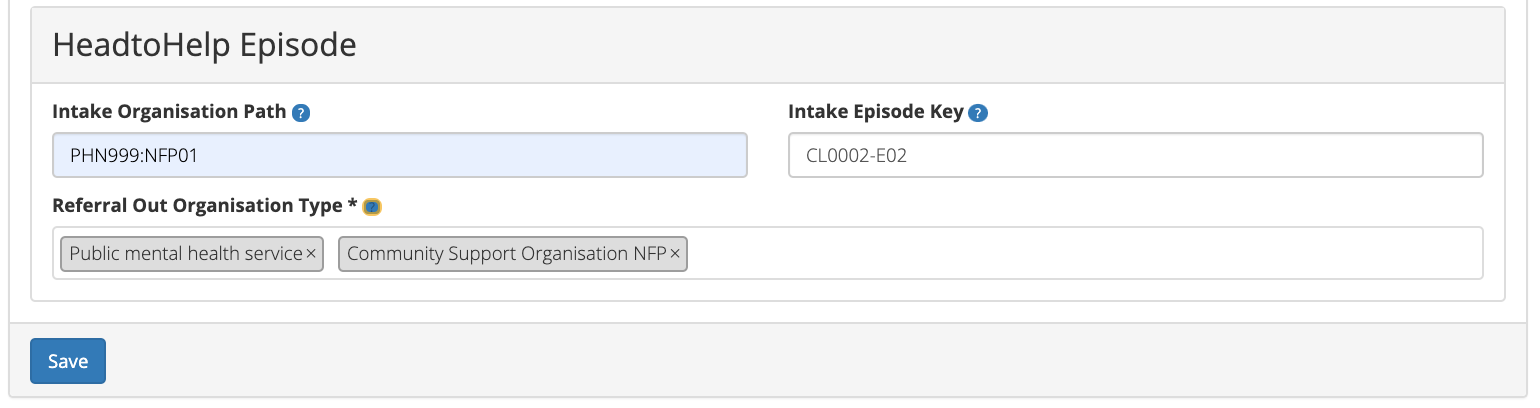 HeadtoHelp Episode
Intake Organisation Path ?
Intake Episode Key ?
PHN999:NFP01
CL0002-E02
Referral Out Organisation Type * ?
Public mental health service× Community Support Organisation NFP×
Save